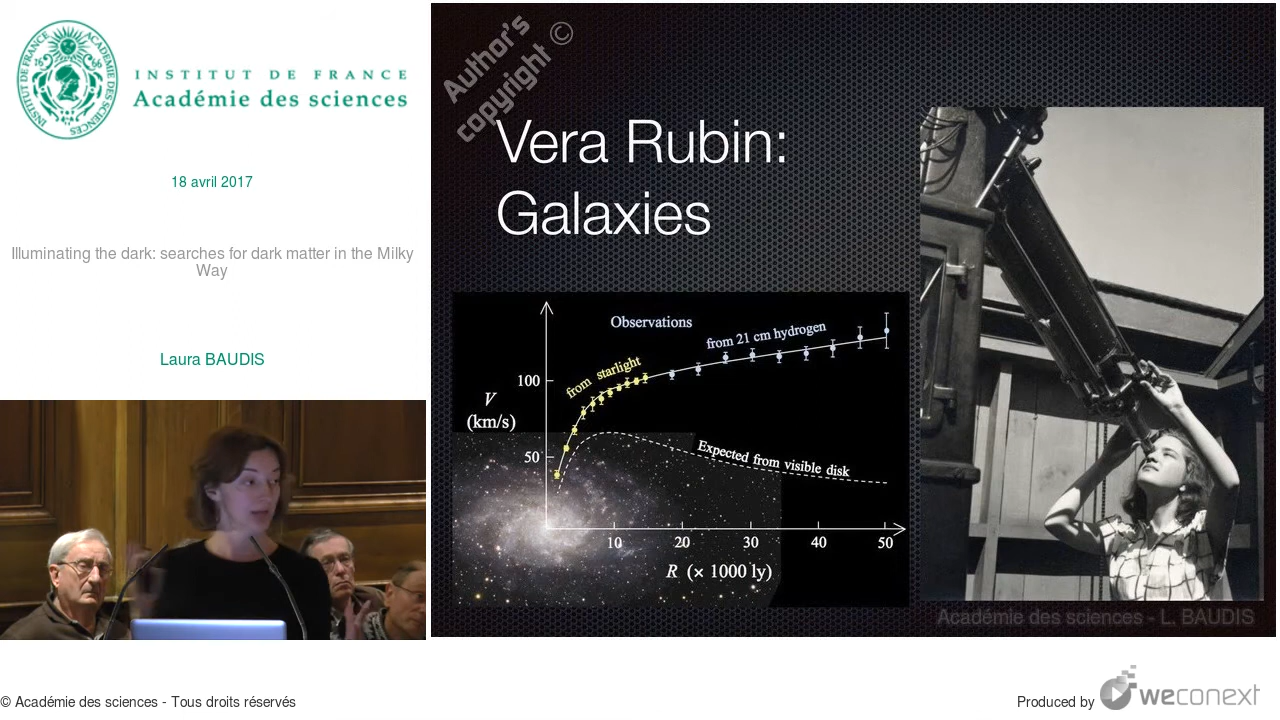 INSTITUT DE FRANCE
Académie des sciences
INSTITUT DE FRANCE
ACADEMIE DES SCIENCES
1666
18 avril 2017
Illuminating the dark: searches for dark matter in the Milky
Way
Laura BAUDIS
Author's
copyright ©
Vera Rubin:
Galaxies
Observations
from 21 cm hydrogen
from starlight
100
V
(km/s)
50
Expected from visible disk
10 20 30 40 50
R (× 1000 ly)
Académie des sciences - L. BAUDIS
© Académie des sciences - Tous droits réservés
Produced by weconext